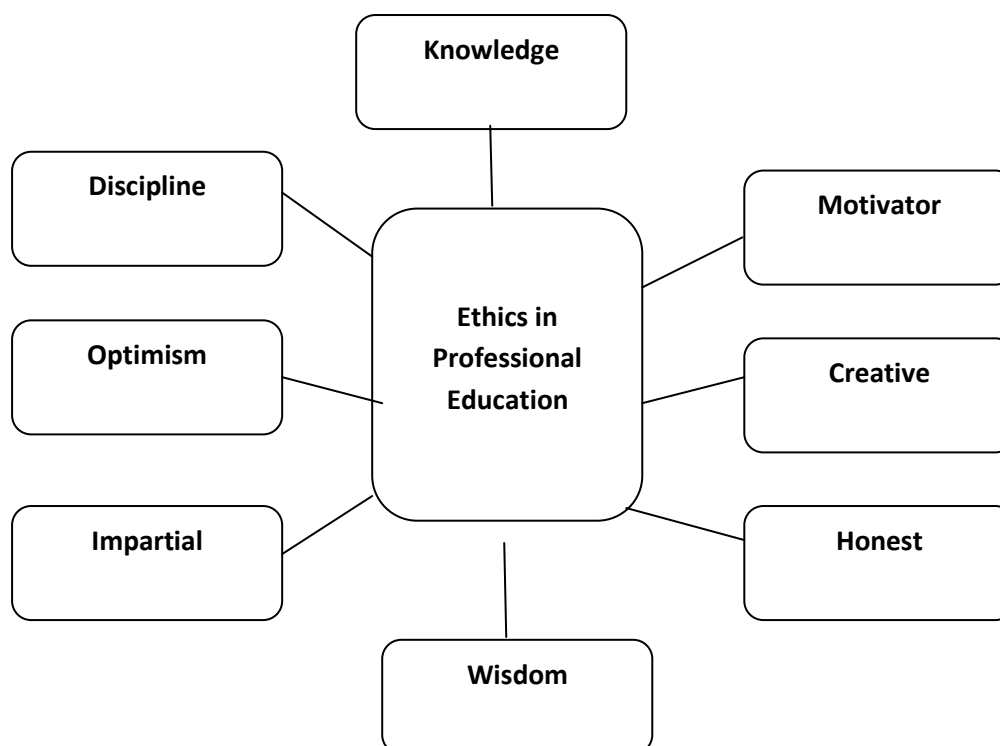 Knowledge
Discipline
Motivator
Ethics in
Professional
Education
Optimism
Creative
Impartial
Honest
Wisdom